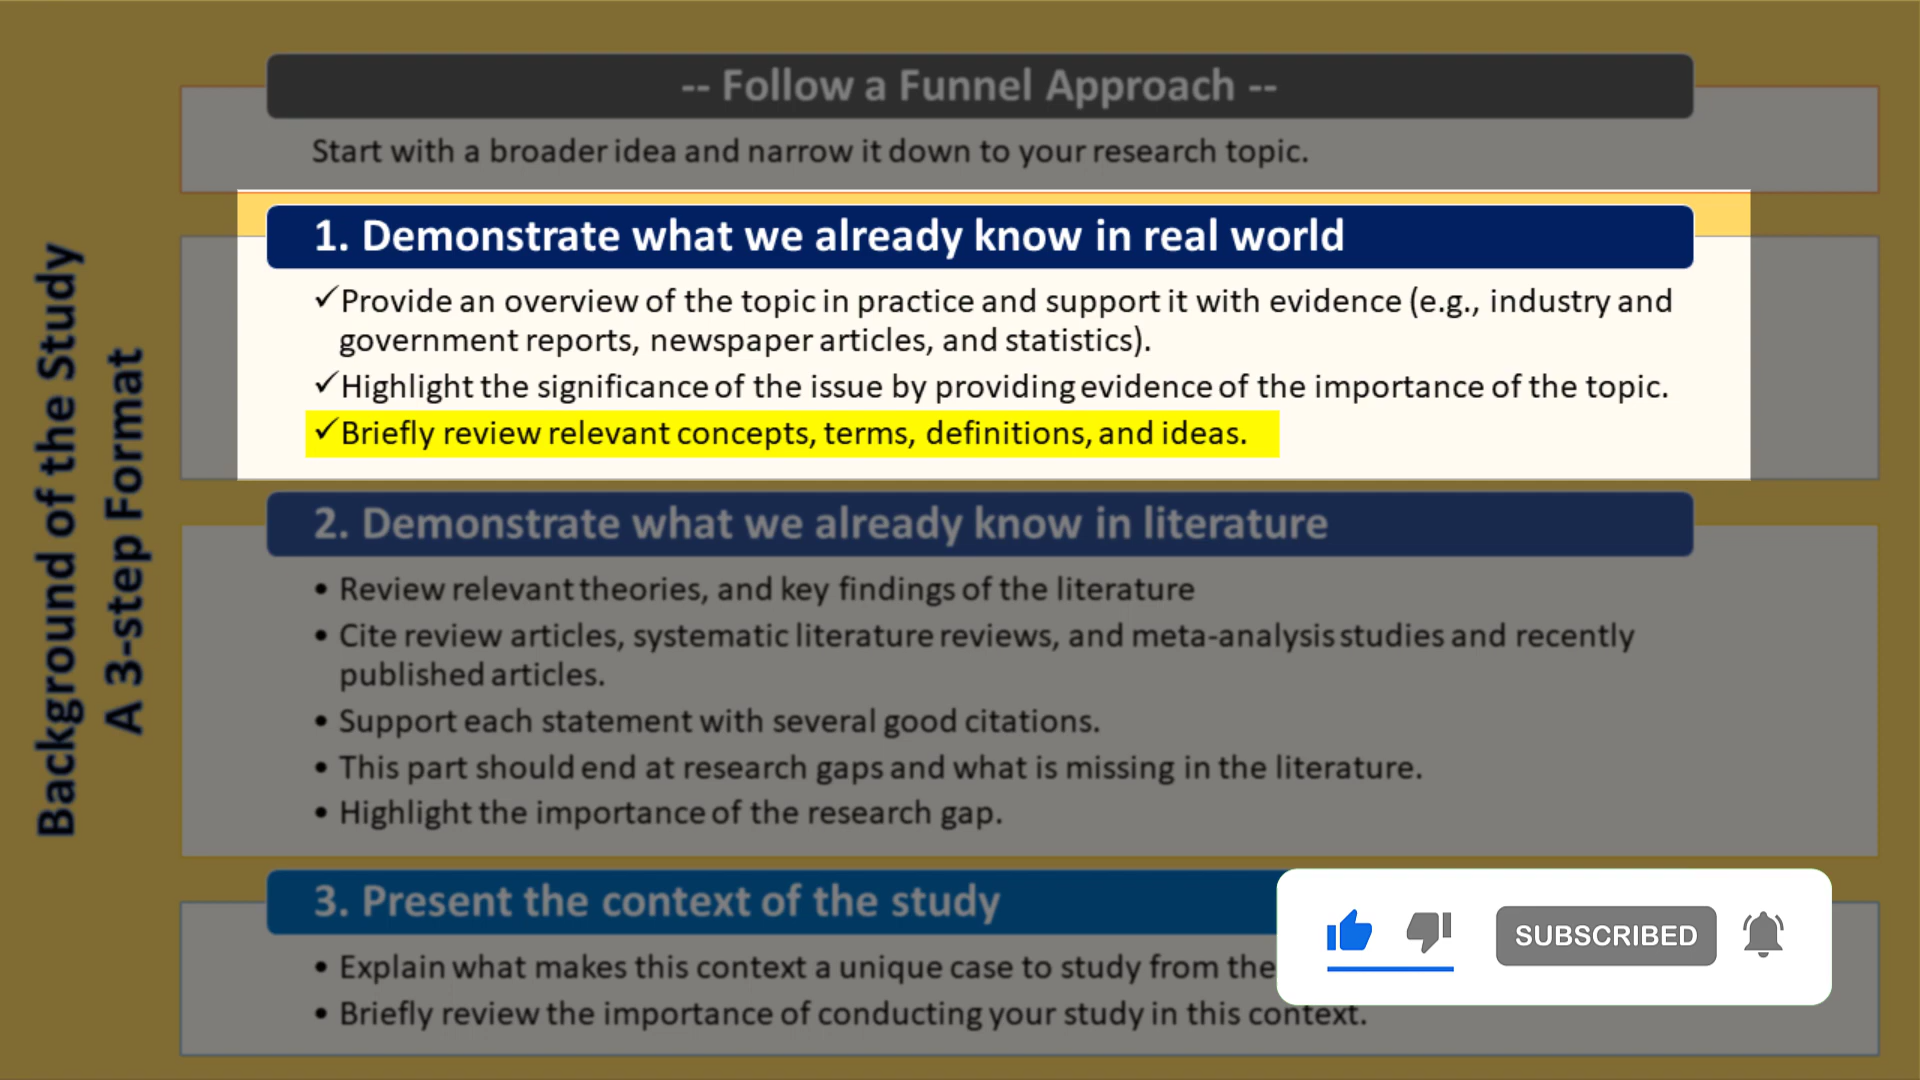 Background of the Study
A 3-step Format
-- Follow a Funnel Approach --
Start with a broader idea and narrow it down to your research topic.
1. Demonstrate what we already know in real world
✓Provide an overview of the topic in practice and support it with evidence (e.g., industry and
government reports, newspaper articles, and statistics).
✓Highlight the significance of the issue by providing evidence of the importance of the topic.
✓Briefly review relevant concepts, terms, definitions, and ideas.
2. Demonstrate what we already know in literature
• Review relevant theories, and key findings of the literature
• Cite review articles, systematic literature reviews, and meta-analysis studies and recently
published articles.
• Support each statement with several good citations.
• This part should end at research gaps and what is missing in the literature.
• Highlight the importance of the research gap.
3. Present the context of the study
• Explain what makes this context a unique case to study from the
• Briefly review the importance of conducting your study in this context.
SUBSCRIBED